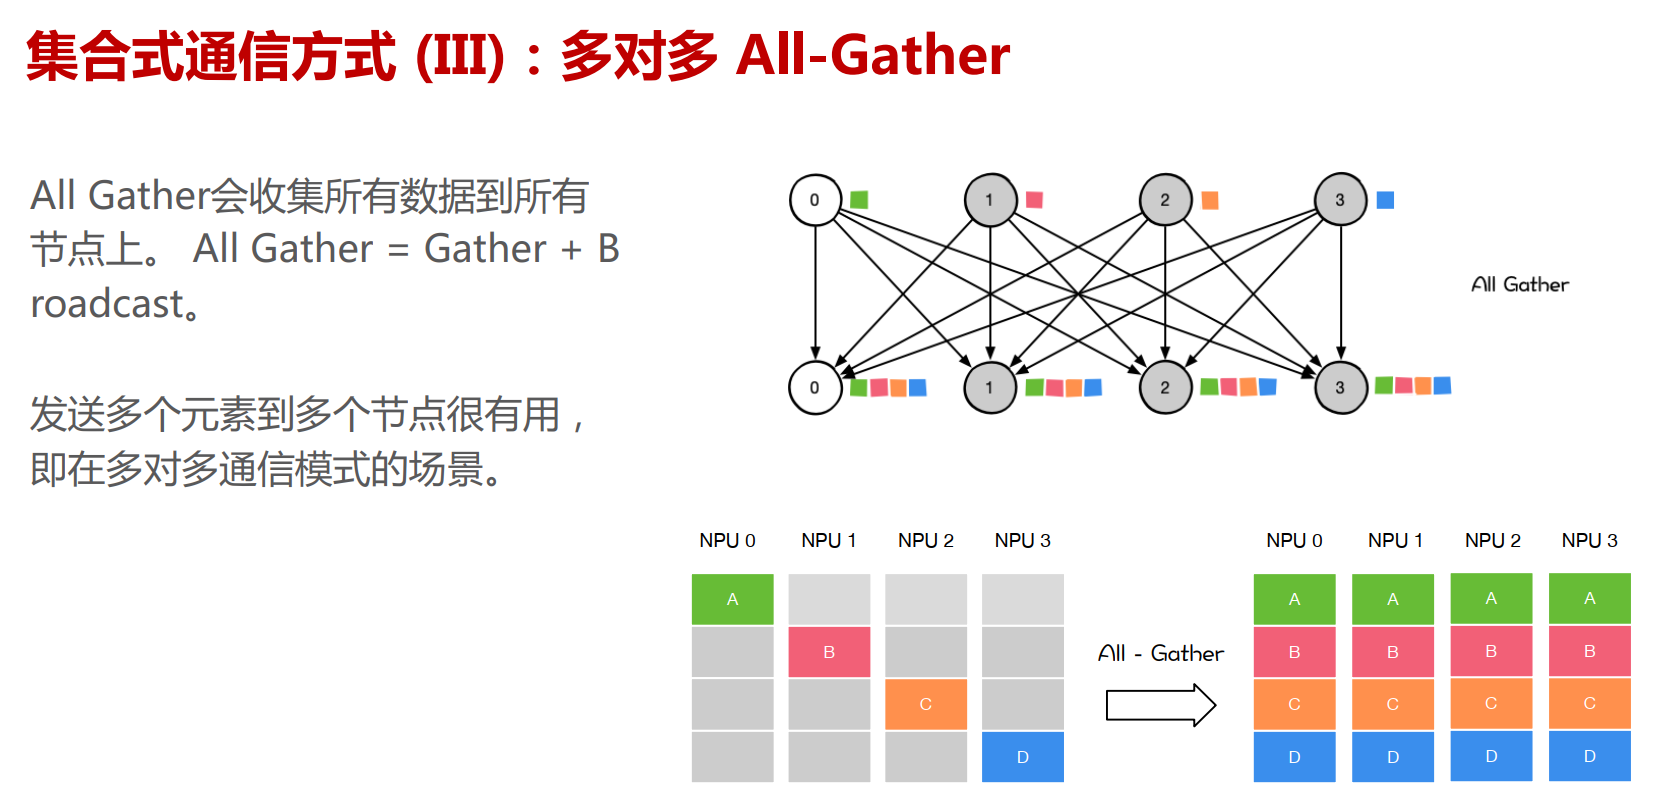 集合式通信方式 (III)：多对多 All-Gather
All Gather会收集所有数据到所有
节点上。 All Gather = Gather + B
roadcast。
发送多个元素到多个节点很有用，
即在多对多通信模式的场景。
0 1 2 3
All Gather
0 1 2 3
NPU 0 NPU 1 NPU 2 NPU 3
A
B
C
D
All - Gather
NPU 0 NPU 1 NPU 2 NPU 3
A A A A
B B B B
C C C C
D D D D